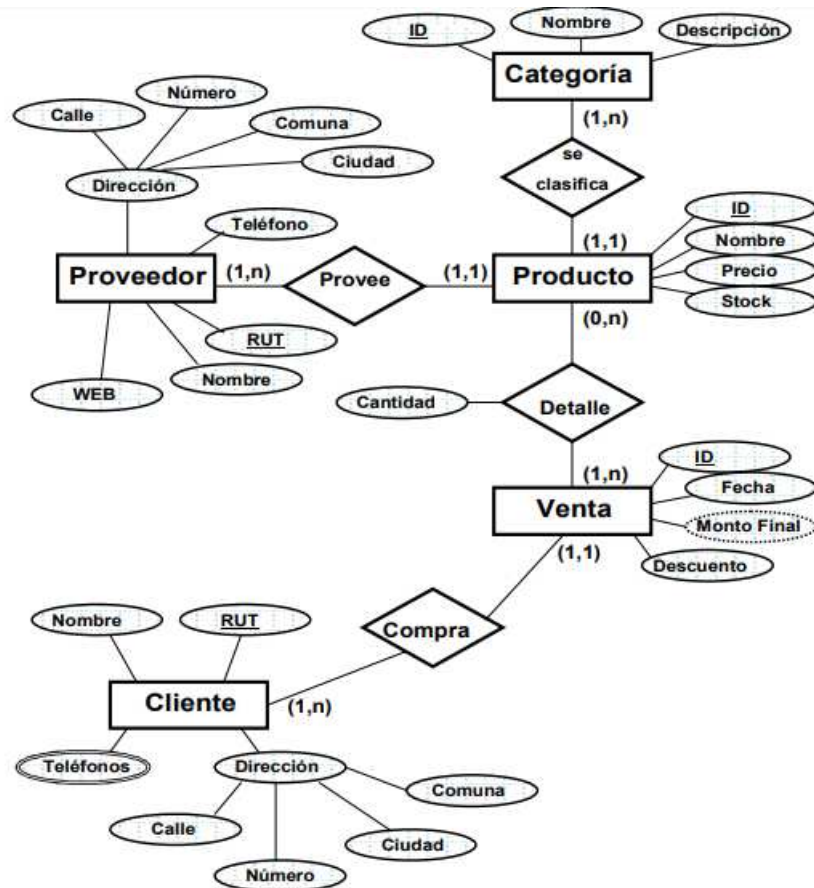 ID
Nombre
Descripción
Categoría
(1,n)
se
clasifica
(1,1)
Calle
Número
Comuna
Ciudad
Dirección
Teléfono
Proveedor
(1,n)
Provee
(1,1)
Producto
ID
Nombre
Precio
Stock
(0,n)
RUT
Nombre
WEB
Cantidad
Detalle
(1,n)
Venta
ID
Fecha
Monto Final
Descuento
(1,1)
Compra
Nombre
RUT
Cliente
(1,n)
Teléfonos
Dirección
Comuna
Calle
Ciudad
Número